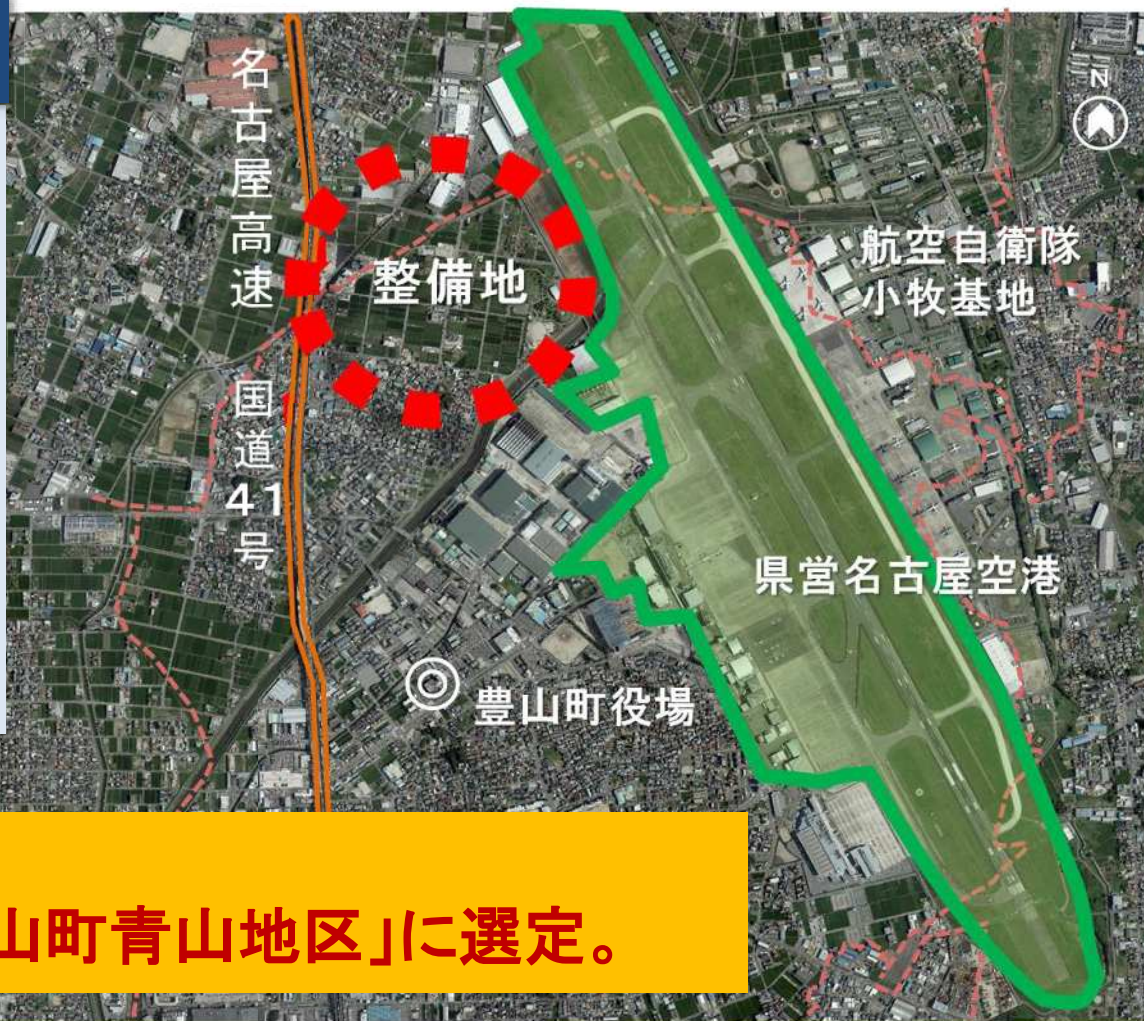 名古屋高速
国道41号
整備地
N
航空自衛隊
小牧基地
県営名古屋空港
豊山町役場
山町青山地区」に選定。